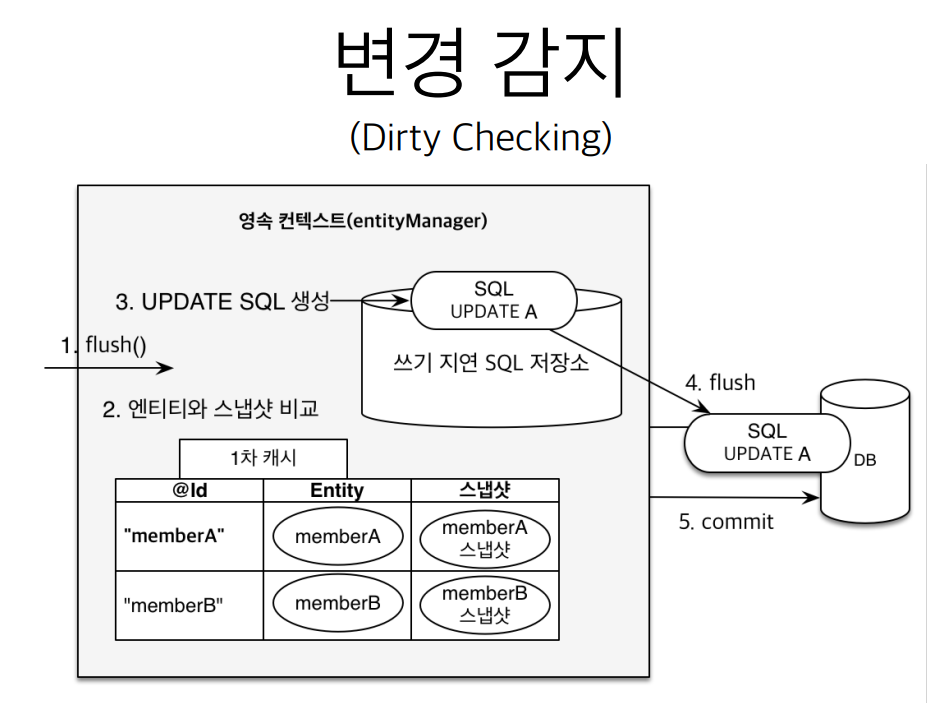 변경 감지
(Dirty Checking)
영속 컨텍스트(entityManager)
3. UPDATE SQL 생성
SQL
UPDATE A
쓰기 지연 SQL 저장소
1. flush()
2. 엔티티와 스냅샷 비교
4. flush
SQL
UPDATE A
DB
5. commit
1차 캐시
@Id Entity 스냅샷
"memberA" memberA memberA
스냅샷
"memberB" memberB memberB
스냅샷